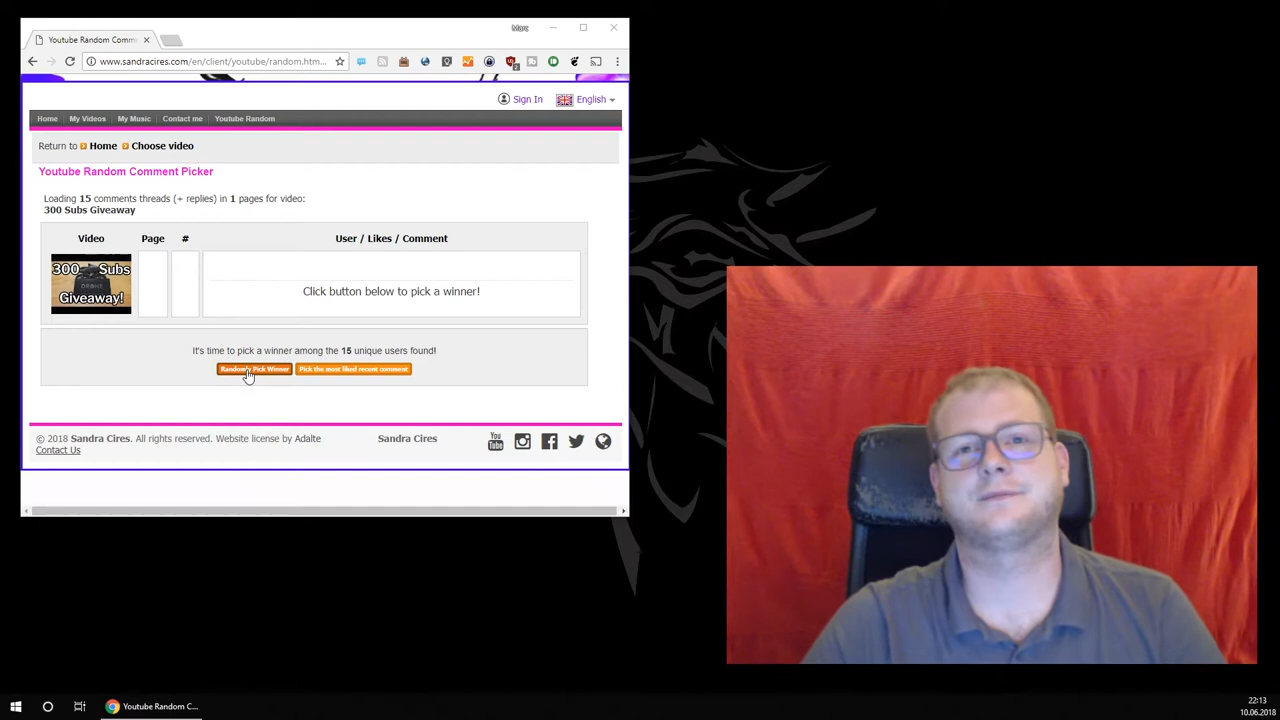 Marc
Youtube Random Comm
www.sandracires.com/en/client/youtube/random.htm...
Sign In
English
Home
My Videos
My Music
Contact me
Youtube Random
Return to Home Choose video
Youtube Random Comment Picker
Loading 15 comments threads (+ replies) in 1 pages for video:
300 Subs Giveaway
Video
Page
#
User / Likes / Comment
300 Subs
DRONE
Giveaway!
Click button below to pick a winner!
It's time to pick a winner among the 15 unique users found!
Randomly Pick Winner
Pick the most liked recent comment
© 2018 Sandra Cires. All rights reserved. Website license by Adalte
Contact Us
Sandra Cires
You
Tube
Youtube Random C...
22:13
10.06.2018